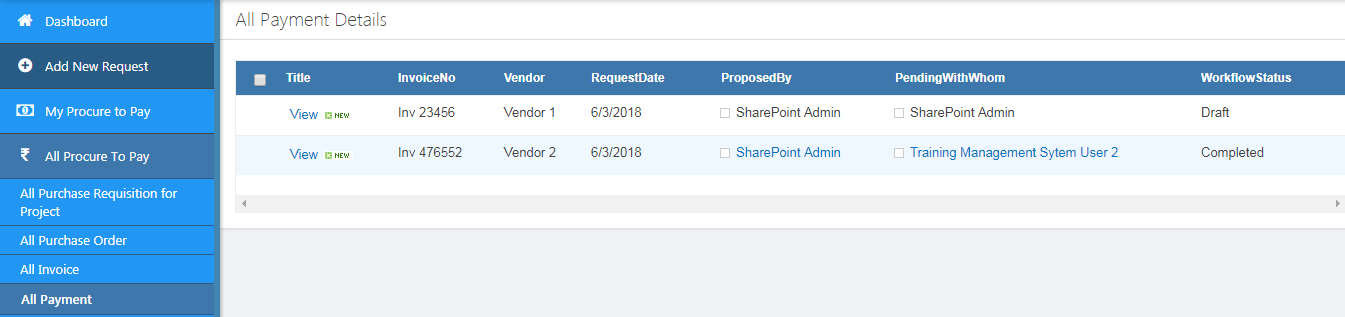 Dashboard
Add New Request
My Procure to Pay
All Procure To Pay
All Purchase Requisition for
Project
All Purchase Order
All Invoice
All Payment
All Payment Details
Title InvoiceNo Vendor RequestDate ProposedBy PendingWithWhom WorkflowStatus
View NEW Inv 23456 Vendor 1 6/3/2018 SharePoint Admin SharePoint Admin Draft
View NEW Inv 476552 Vendor 2 6/3/2018 SharePoint Admin Training Management Sytem User 2 Completed